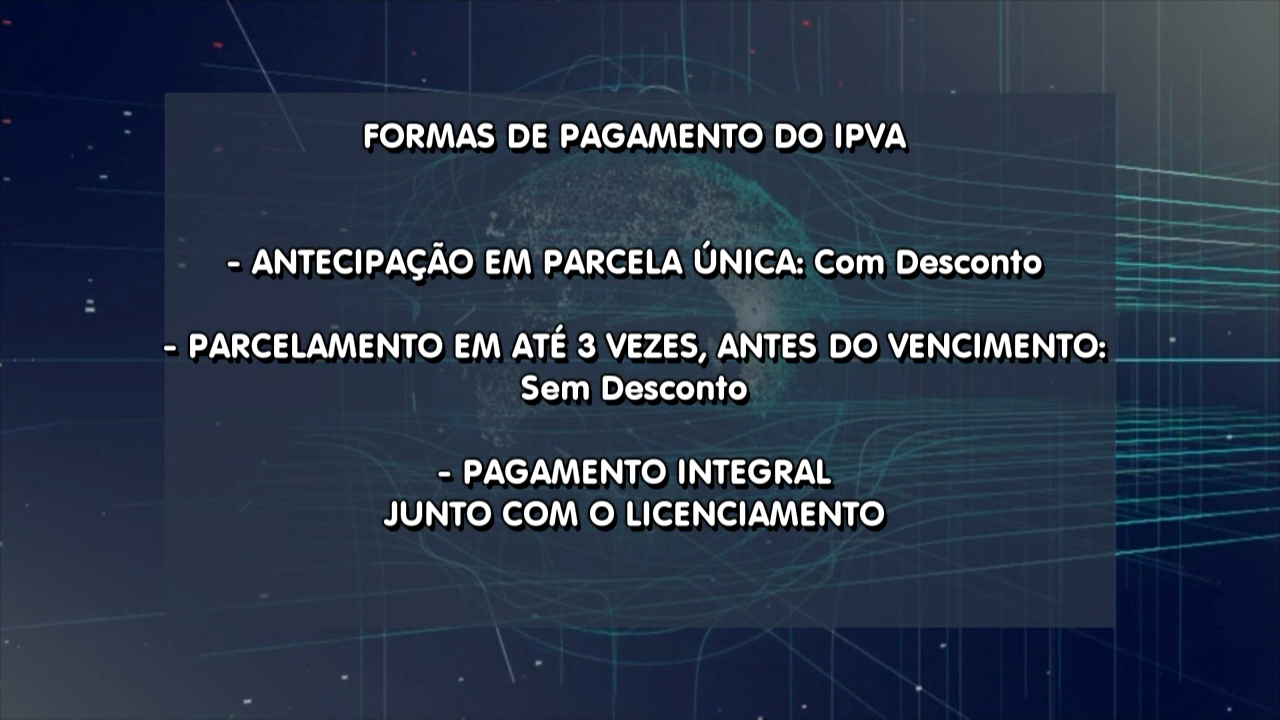 FORMAS DE PAGAMENTO DO IPVA
- ANTECIPAÇÃO EM PARCELA ÚNICA: Com Desconto
- PARCELAMENTO EM ATÉ 3 VEZES, ANTES DO VENCIMENTO:
Sem Desconto
- PAGAMENTO INTEGRAL
JUNTO COM O LICENCIAMENTO